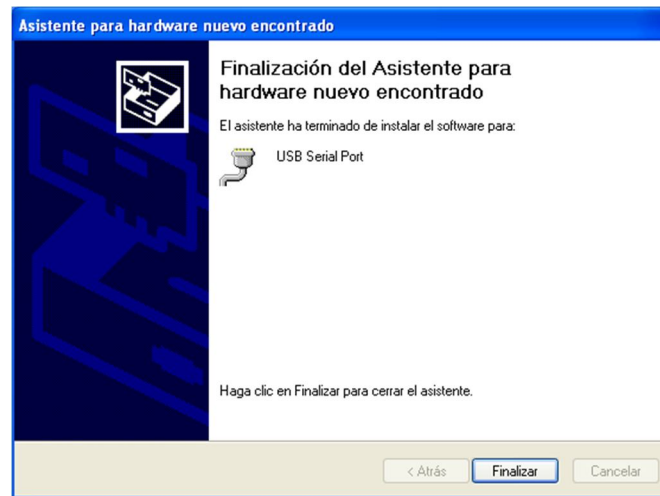 Asistente para hardware nuevo encontrado
Finalización del Asistente para
hardware nuevo encontrado
El asistente ha terminado de instalar el software para:
USB Serial Port
Haga clic en Finalizar para cerrar el asistente.
< Atrás Finalizar Cancelar